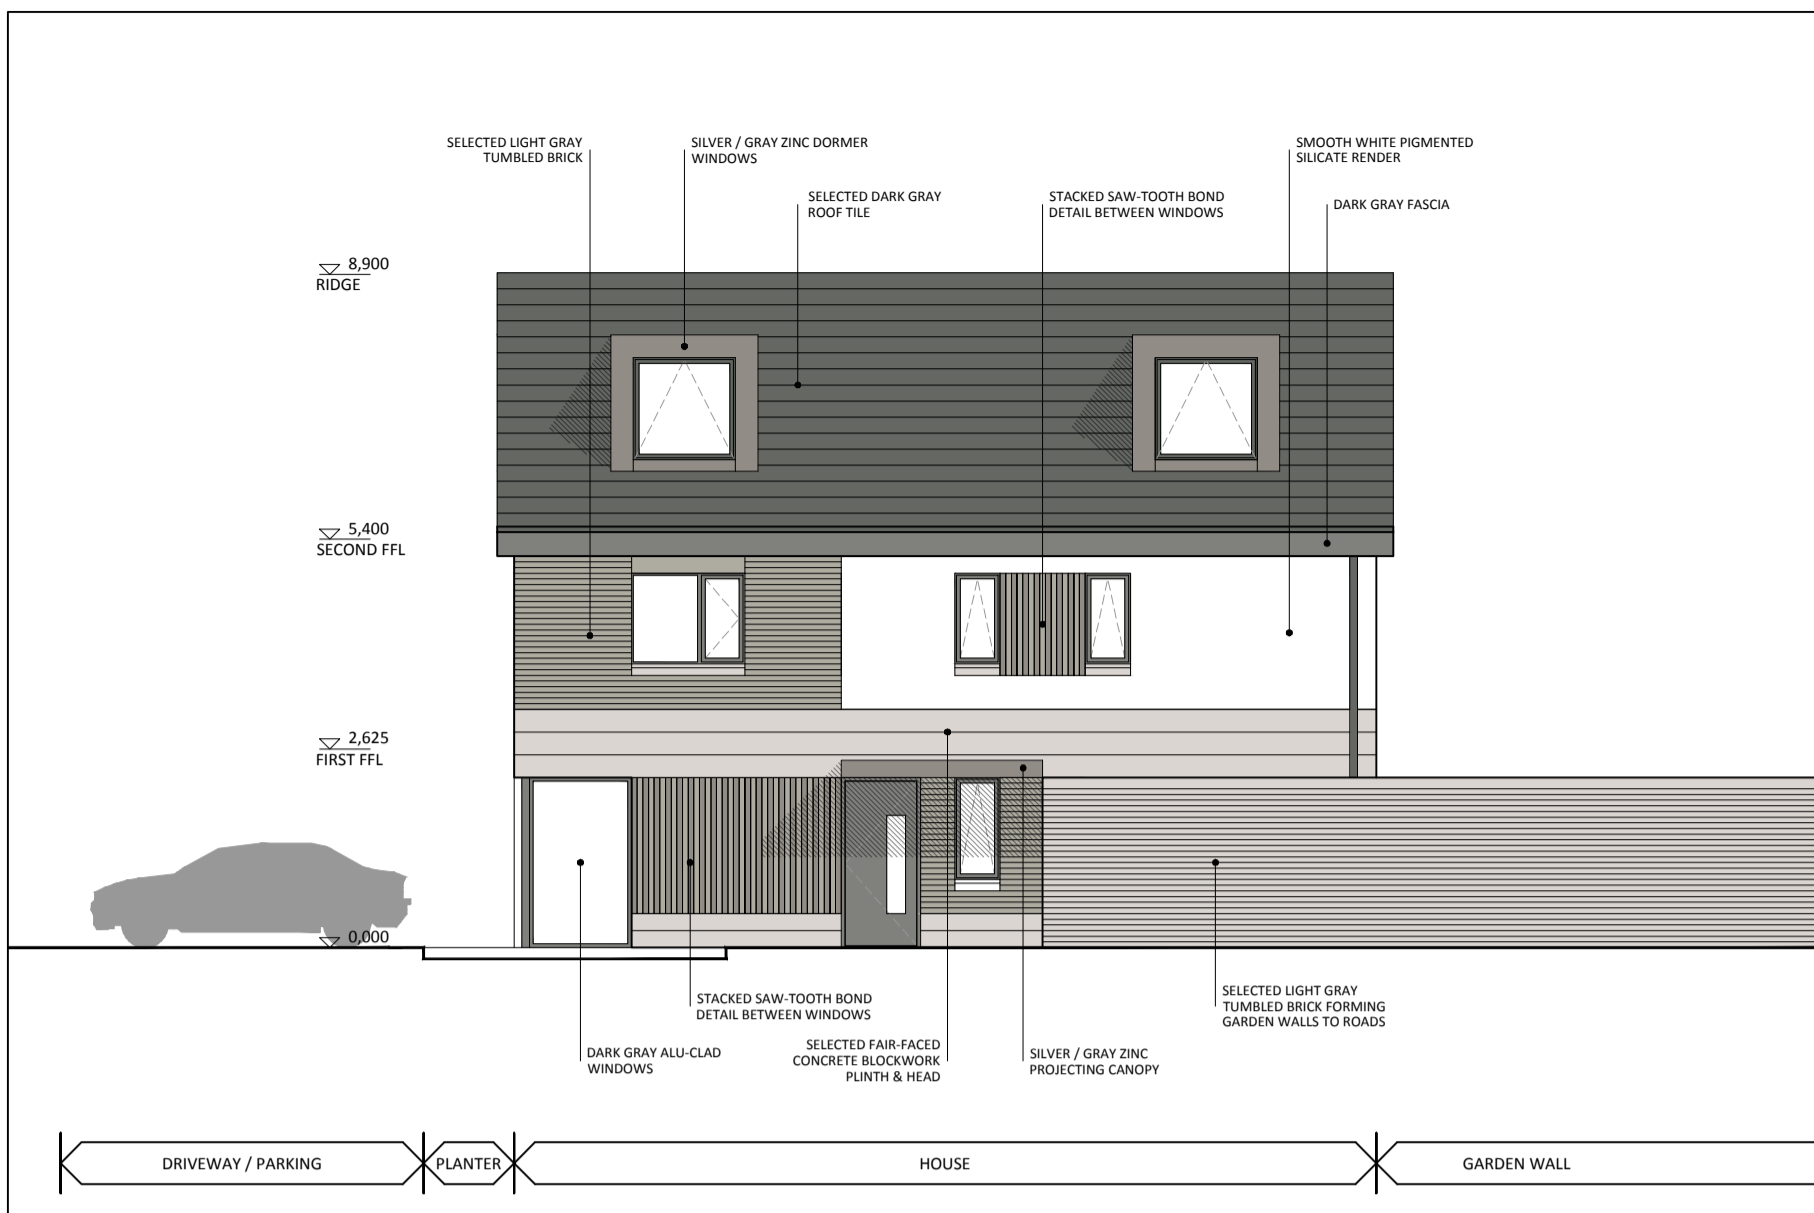 SELECTED LIGHT GRAY
TUMBLED BRICK
SILVER / GRAY ZINC DORMER
WINDOWS
SMOOTH WHITE PIGMENTED
SILICATE RENDER
SELECTED DARK GRAY
ROOF TILE
STACKED SAW-TOOTH BOND
DETAIL BETWEEN WINDOWS
DARK GRAY FASCIA
8,900
RIDGE
5,400
SECOND FFL
2,625
FIRST FFL
0,000
STACKED SAW-TOOTH BOND
DETAIL BETWEEN WINDOWS
SELECTED LIGHT GRAY
TUMBLED BRICK FORMING
GARDEN WALLS TO ROADS
DARK GRAY ALU-CLAD
WINDOWS
SELECTED FAIR-FACED
CONCRETE BLOCKWORK
PLINTH & HEAD
SILVER / GRAY ZINC
PROJECTING CANOPY
DRIVEWAY / PARKING
PLANTER
HOUSE
GARDEN WALL